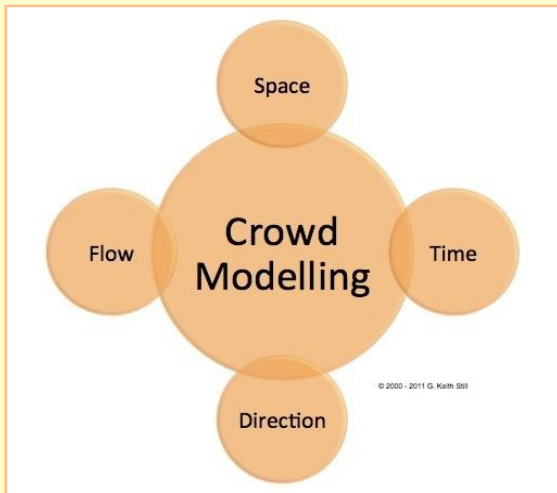 Space
Flow
Crowd
Modelling
Time
© 2000 - 2011 G. Keith Still
Direction